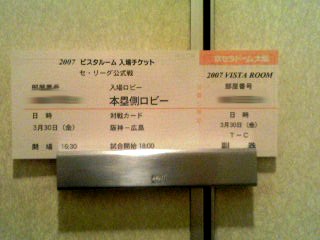 2007 ビスタルーム 入場チケット
セ・リーグ公式戦
部屋番号
入場ロビー
本塁側ロビー
日時
3月30日(金)
対戦カード
阪神－広島
開場 16:30
試合開始 18:00
京セラドーム大阪
2007 VISTA ROOM
部屋番号
日時
3月30日(金)
T－C
副券